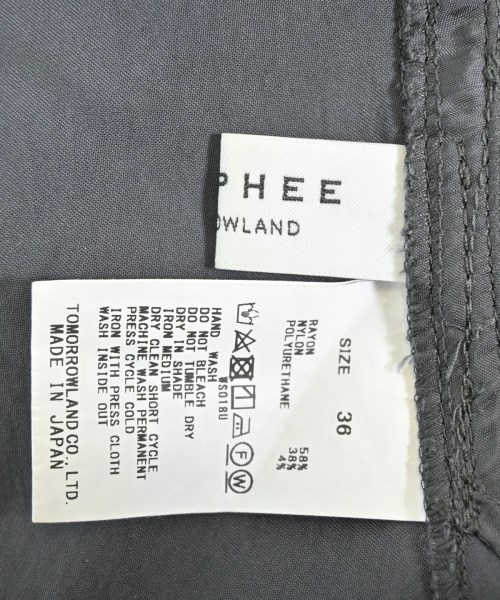 PHEE
OWLAND
SIZE 36
RAYON 58%
NYLON 38%
POLYURETHANE 4%
WS018U
HAND WASH
DO NOT BLEACH
DO NOT TUMBLE DRY
DRY IN SHADE
IRON MEDIUM
DRY CLEAN SHORT CYCLE
MACHINE WASH PERMANENT
PRESS CYCLE COLD
IRON WITH PRESS CLOTH
WASH INSIDE OUT
TOMORROWLAND CO., LTD.
MADE IN JAPAN